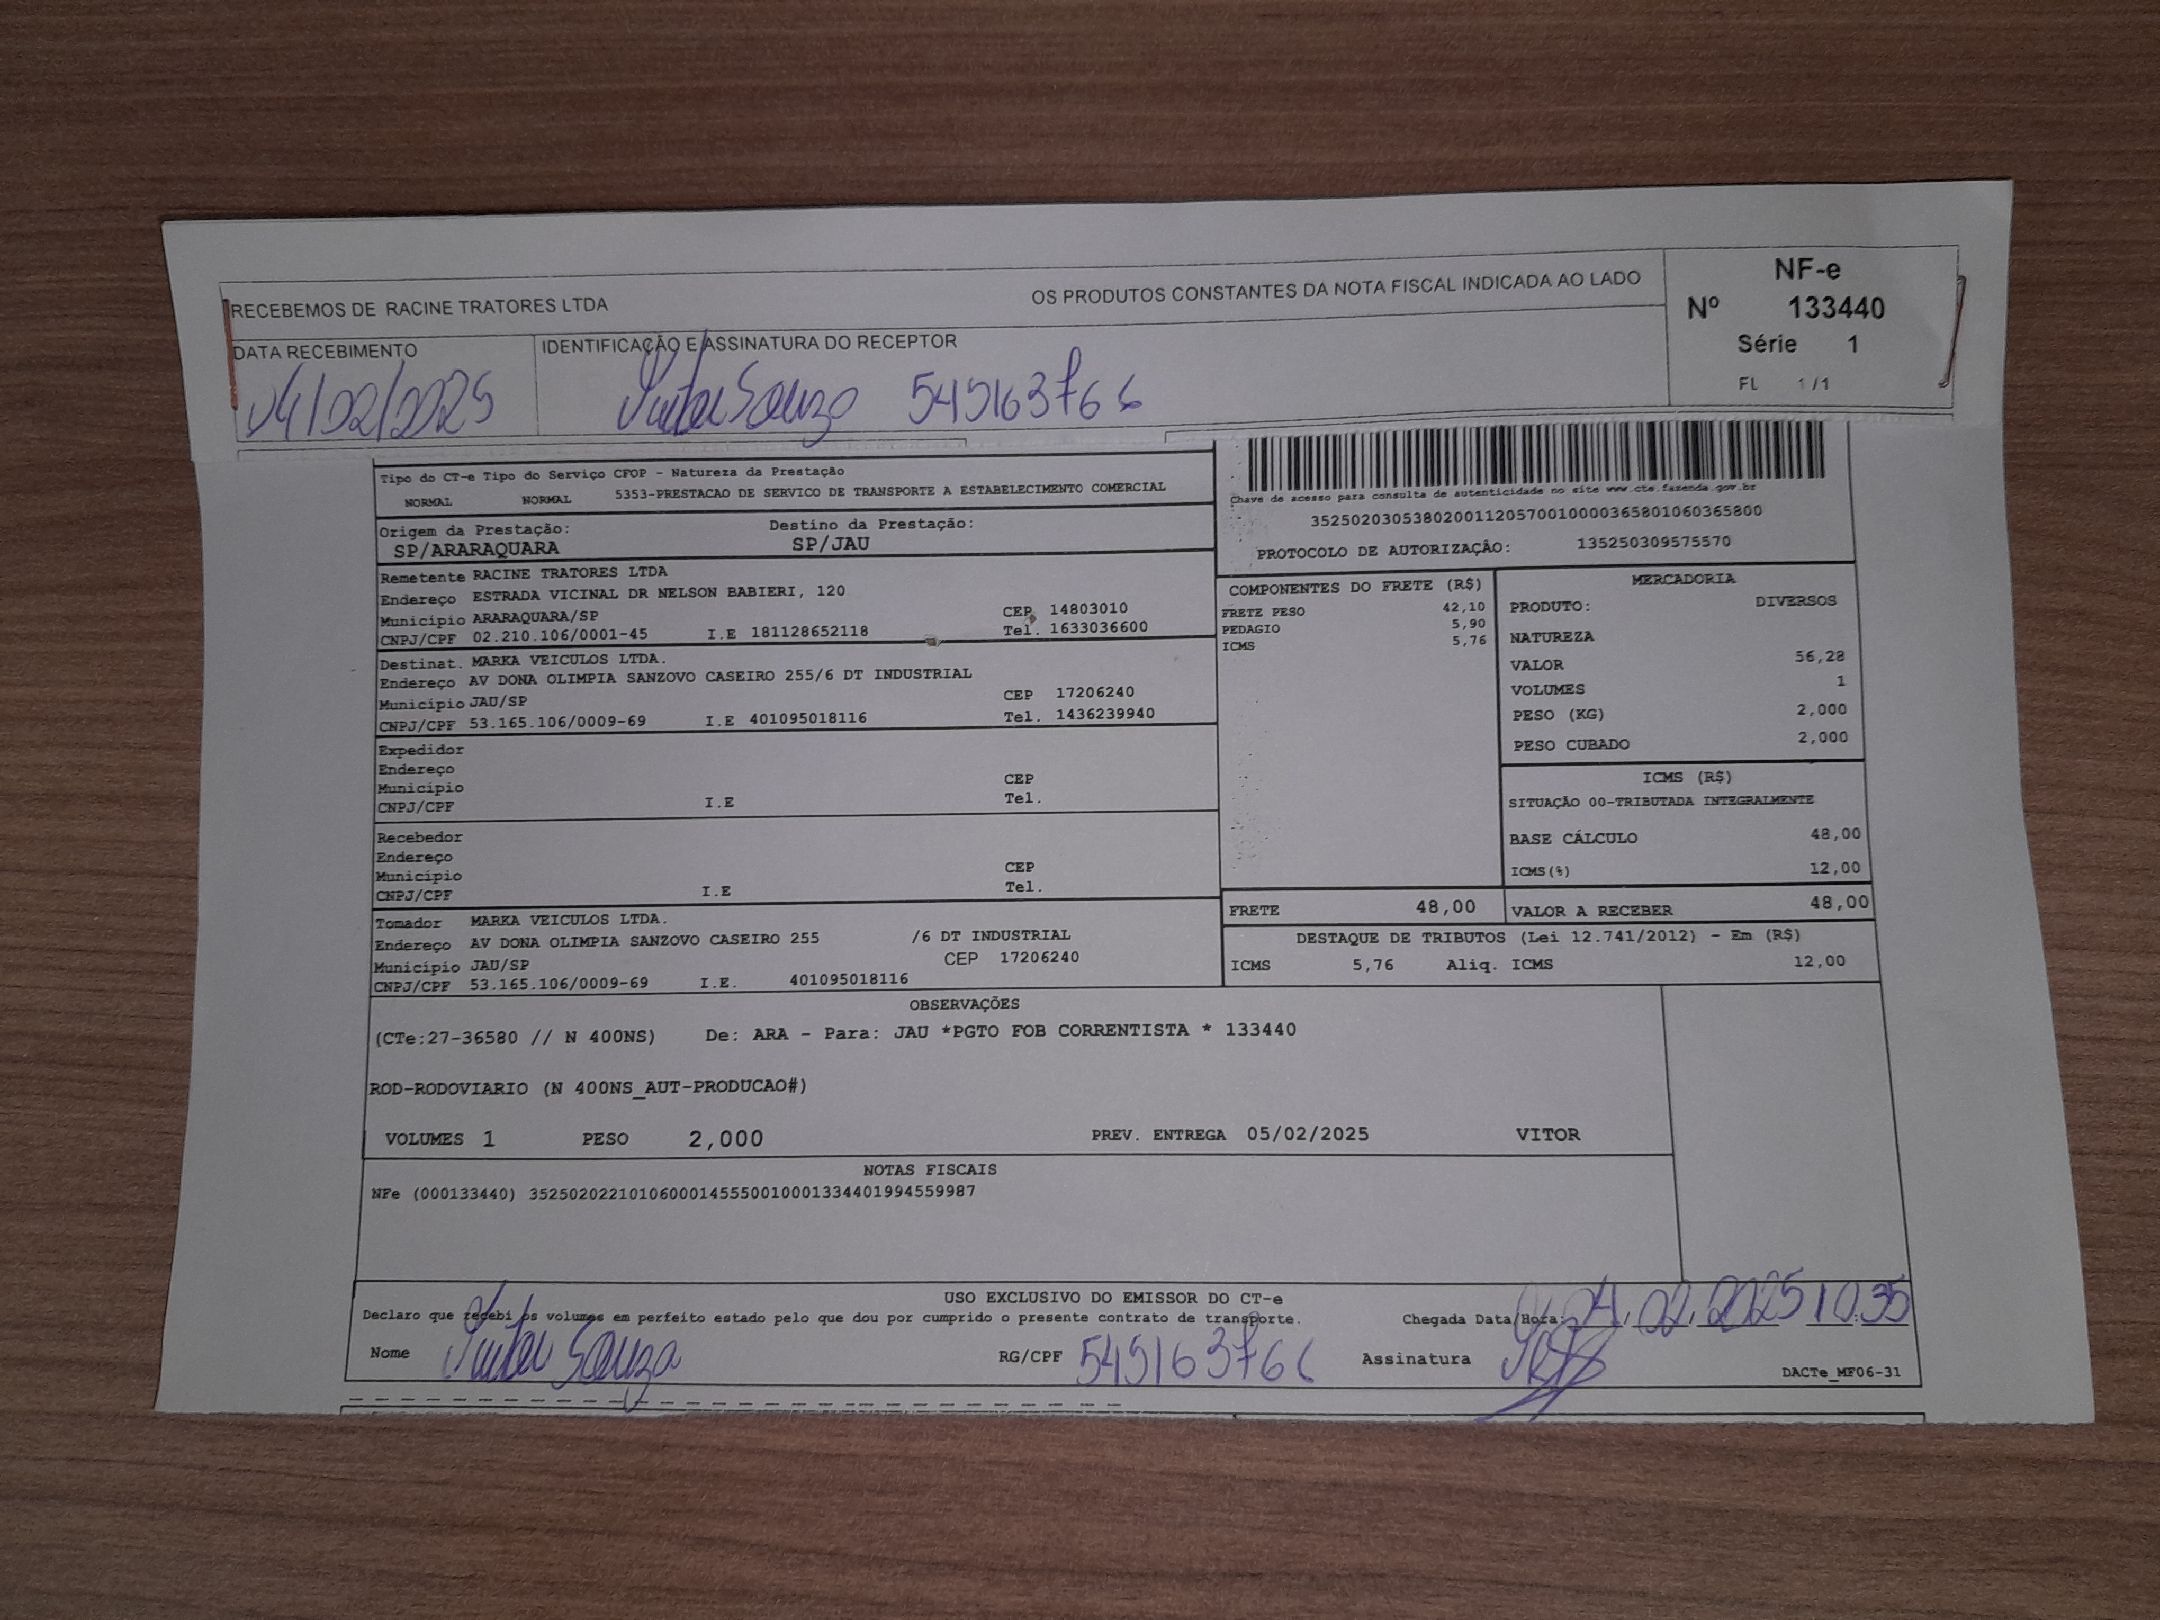 RECEBEMOS DE RACINE TRATORES LTDA OS PRODUTOS CONSTANTES DA NOTA FISCAL INDICADA AO LADO
NF-e
Nº 133440
Série 1
FL 1 / 1
DATA RECEBIMENTO
04/02/2025
IDENTIFICAÇÃO E ASSINATURA DO RECEPTOR
Souza 545163766
Tipo do CT-e Tipo do Serviço CFOP - Natureza da Prestação
NORMAL NORMAL 5353-PRESTACAO DE SERVICO DE TRANSPORTE A ESTABELECIMENTO COMERCIAL
Origem da Prestação: Destino da Prestação:
SP/ARARAQUARA SP/JAU
Chave de acesso para consulta de autenticidade no site www.cte.fazenda.gov.br
35250203053802001120570010000365801060365800
PROTOCOLO DE AUTORIZAÇÃO: 135250309575570
Remetente RACINE TRATORES LTDA
Endereço ESTRADA VICINAL DR NELSON BABIERI, 120
Município ARARAQUARA/SP CEP 14803010
CNPJ/CPF 02.210.106/0001-45 I.E 181128652118 Tel. 1633036600
Destinat. MARKA VEICULOS LTDA.
Endereço AV DONA OLIMPIA SANZOVO CASEIRO 255/6 DT INDUSTRIAL
Município JAU/SP CEP 17206240
CNPJ/CPF 53.165.106/0009-69 I.E 401095018116 Tel. 1436239940
Expedidor
Endereço
Município CEP
CNPJ/CPF I.E Tel.
Recebedor
Endereço
Município CEP
CNPJ/CPF I.E Tel.
Tomador MARKA VEICULOS LTDA.
Endereço AV DONA OLIMPIA SANZOVO CASEIRO 255 /6 DT INDUSTRIAL
Município JAU/SP CEP 17206240
CNPJ/CPF 53.165.106/0009-69 I.E. 401095018116
COMPONENTES DO FRETE (R$)
FRETE PESO 42,10
PEDAGIO 5,90
ICMS 5,76
FRETE 48,00
MERCADORIA
PRODUTO: DIVERSOS
NATUREZA
VALOR 56,28
VOLUMES 1
PESO (KG) 2,000
PESO CUBADO 2,000
ICMS (R$)
SITUAÇÃO 00-TRIBUTADA INTEGRALMENTE
BASE CÁLCULO 48,00
ICMS(%) 12,00
VALOR A RECEBER 48,00
DESTAQUE DE TRIBUTOS (Lei 12.741/2012) - Em (R$)
ICMS 5,76 Aliq. ICMS 12,00
OBSERVAÇÕES
(CTe:27-36580 // N 400NS) De: ARA - Para: JAU *PGTO FOB CORRENTISTA * 133440
ROD-RODOVIARIO (N 400NS_AUT-PRODUCAO#)
VOLUMES 1 PESO 2,000 PREV. ENTREGA 05/02/2025 VITOR
NOTAS FISCAIS
NFe (000133440) 35250202210106000145550010001334401994559987
USO EXCLUSIVO DO EMISSOR DO CT-e
Declaro que recebi os volumes em perfeito estado pelo que dou por cumprido o presente contrato de transporte. Chegada Data/Hora: 04.02.2025 10:35
Nome Souza RG/CPF 545163766 Assinatura
DACTe_MF06-31